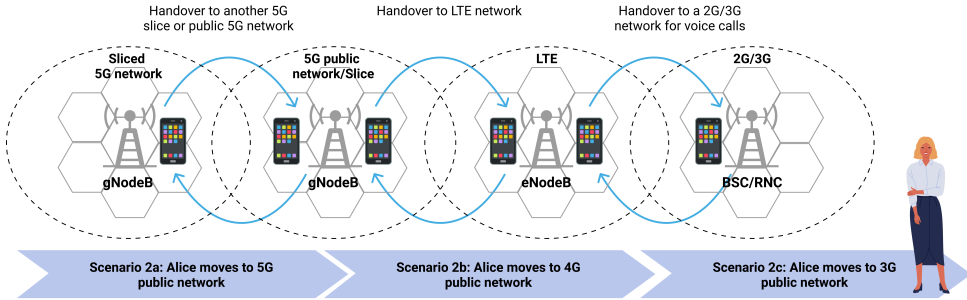 Handover to another 5G
slice or public 5G network
Handover to LTE network
Handover to a 2G/3G
network for voice calls
Sliced
5G network
5G public
network/Slice
LTE
2G/3G
gNodeB
gNodeB
eNodeB
BSC/RNC
Scenario 2a: Alice moves to 5G
public network
Scenario 2b: Alice moves to 4G
public network
Scenario 2c: Alice moves to 3G
public network